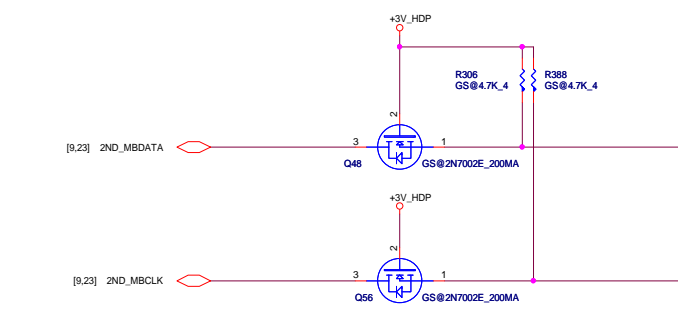 +3V_HDP
R306
GS@4.7K_4
R388
GS@4.7K_4
2
[9,23] 2ND_MBDATA
3
1
Q48
GS@2N7002E_200MA
+3V_HDP
2
[9,23] 2ND_MBCLK
3
1
Q56
GS@2N7002E_200MA